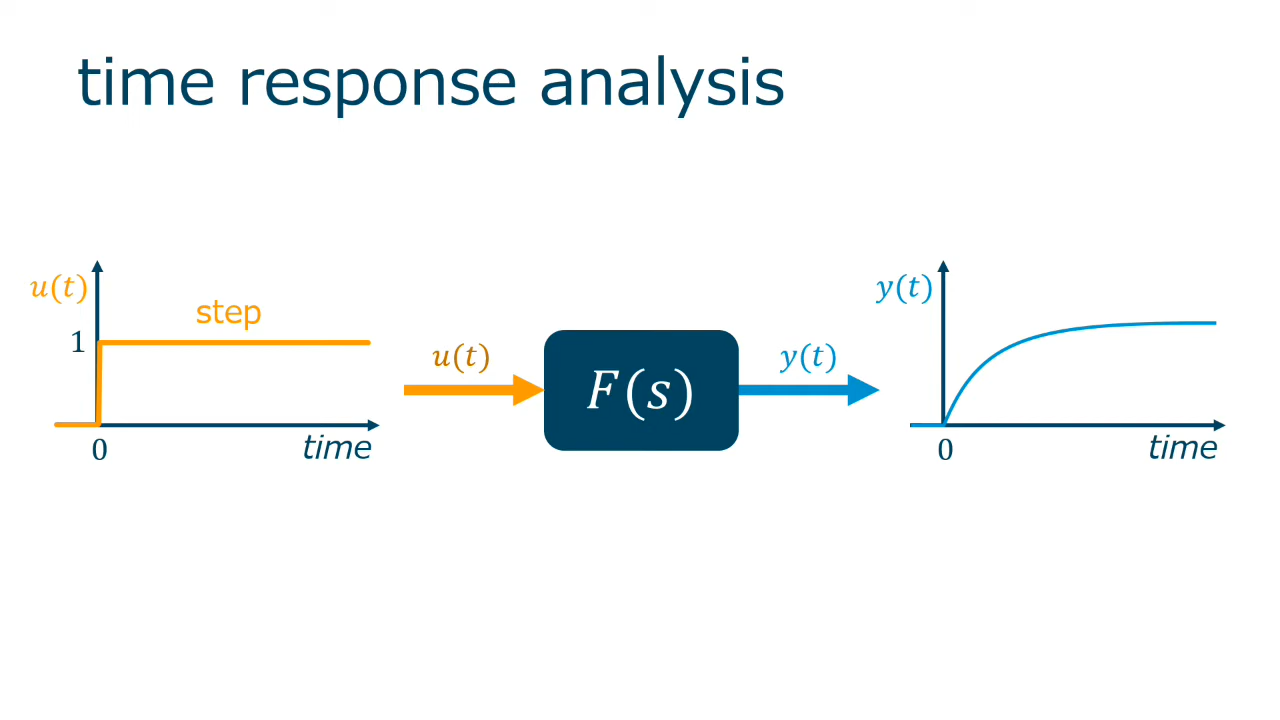 time response analysis
u(t)
step
1
0
time
u(t)
F(s)
y(t)
y(t)
0
time